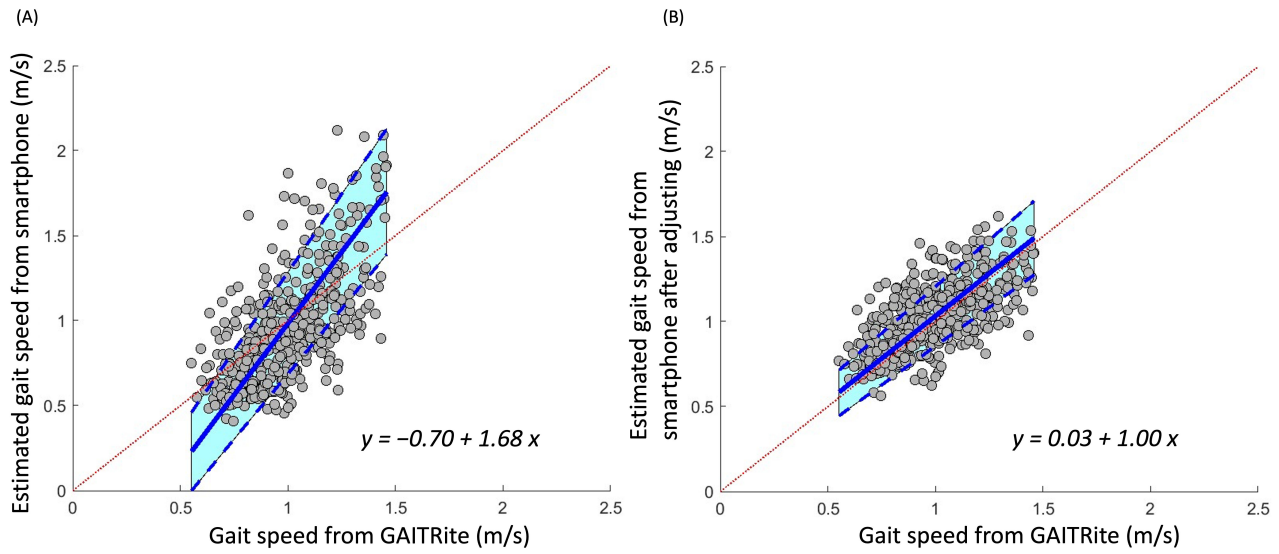 (A)
Estimated gait speed from smartphone (m/s)
2.5
2
1.5
1
0.5
0
y = −0.70 + 1.68 x
0
0.5
1
1.5
2
2.5
Gait speed from GAITRite (m/s)
(B)
Estimated gait speed from
smartphone after adjusting (m/s)
2.5
2
1.5
1
0.5
0
y = 0.03 + 1.00 x
0
0.5
1
1.5
2
2.5
Gait speed from GAITRite (m/s)